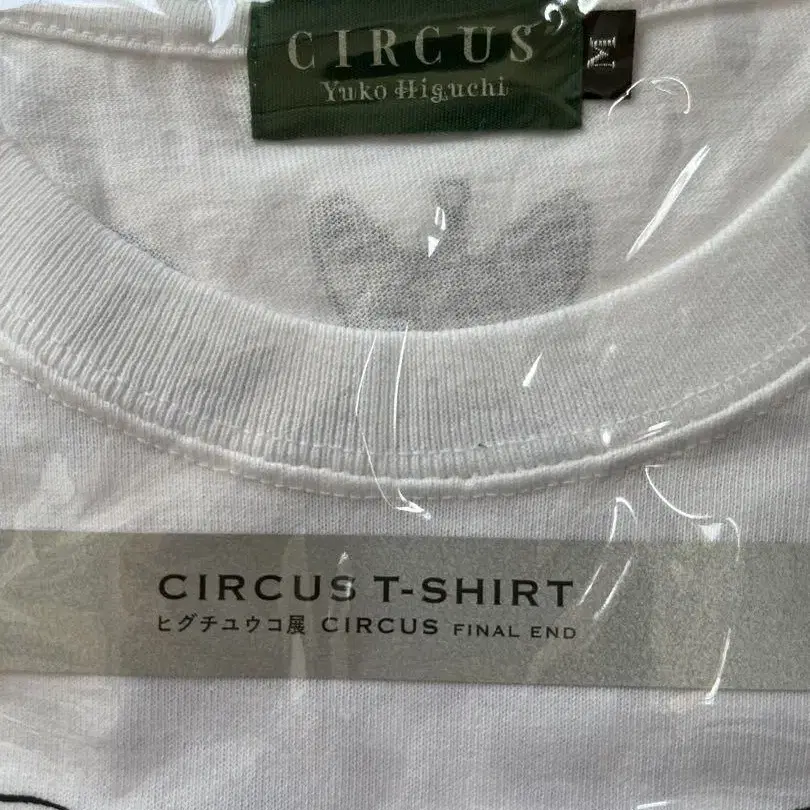 CIRCUS
Yuko Higuchi
M
CIRCUS T-SHIRT
ヒグチユウコ展 CIRCUS FINAL END